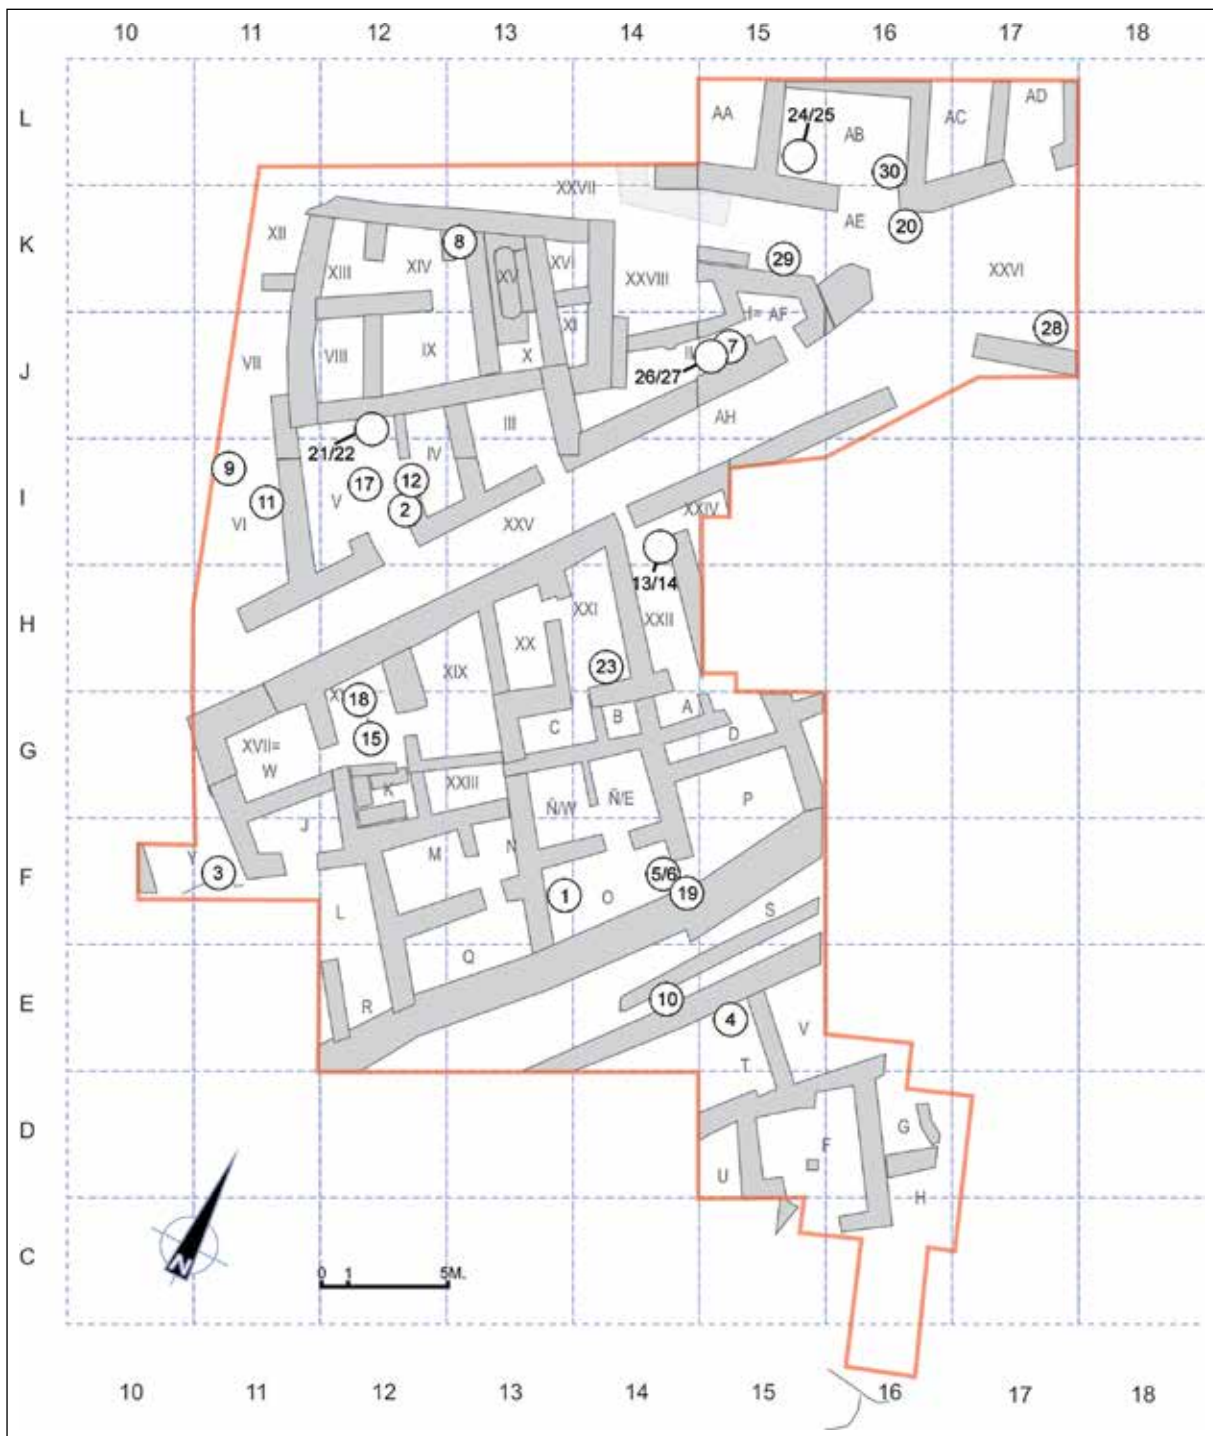 10 11 12 13 14 15 16 17 18
L AA 24/25 AB AC AD
30
XXVII
K XII 8 AE 20
XIII XIV XV XVI XXVIII 29 XXVI
I= AF
J VII VIII IX X XI 7 28
26/27
III AH
21/22
I 9 11 VI V 17 IV 12 2
XXV XXIV
13/14
H XX XXI XXII
XIX 23
18
G XVII= W 15 C B A D
K XXIII Ñ/W Ñ/E P
J
F Y 3 M N 5/6
L 1 O 19 S
Q
E R 10 4 V
T
D U F G
H
C N
0 1 5M.
10 11 12 13 14 15 16 17 18